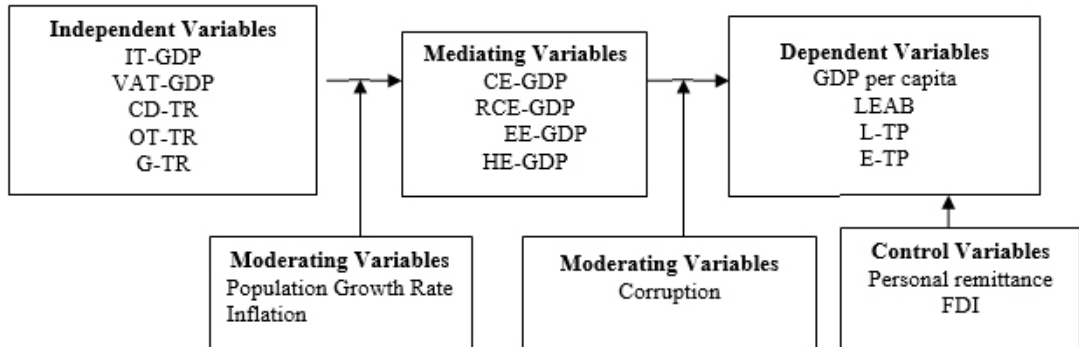 Independent Variables
IT-GDP
VAT-GDP
CD-TR
OT-TR
G-TR
Mediating Variables
CE-GDP
RCE-GDP
EE-GDP
HE-GDP
Dependent Variables
GDP per capita
LEAB
L-TP
E-TP
Moderating Variables
Population Growth Rate
Inflation
Moderating Variables
Corruption
Control Variables
Personal remittance
FDI